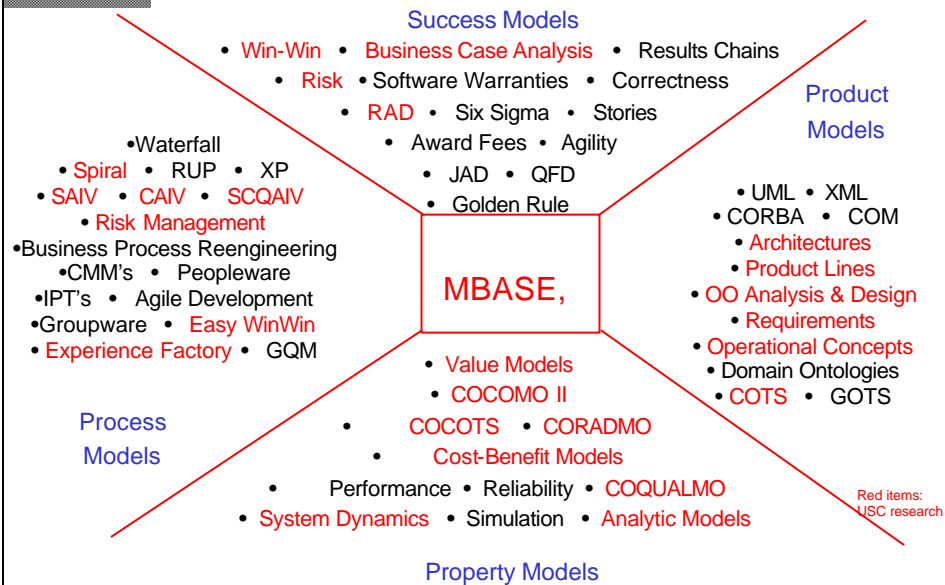 Success Models
• Win-Win • Business Case Analysis • Results Chains
• Risk • Software Warranties • Correctness
• RAD • Six Sigma • Stories
• Award Fees • Agility
• JAD • QFD
• Golden Rule
Process
Models
•Waterfall
• Spiral • RUP • XP
• SAIV • CAIV • SCQAIV
• Risk Management
•Business Process Reengineering
•CMM's • Peopleware
•IPT's • Agile Development
•Groupware • Easy WinWin
• Experience Factory • GQM
MBASE,
Product
Models
• UML • XML
• CORBA • COM
• Architectures
• Product Lines
• OO Analysis & Design
• Requirements
• Operational Concepts
• Domain Ontologies
• COTS • GOTS
• Value Models
• COCOMO II
• COCOTS • CORADMO
• Cost-Benefit Models
• Performance • Reliability • COQUALMO
• System Dynamics • Simulation • Analytic Models
Property Models
Red items:
USC research